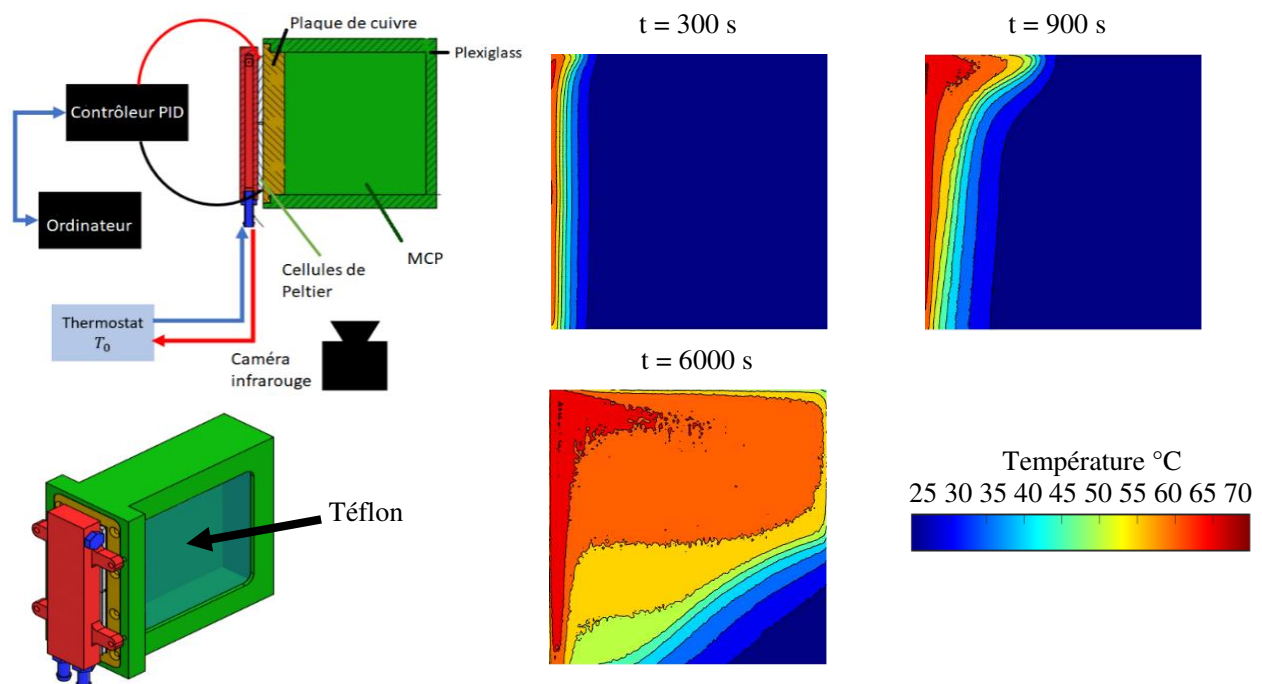 Plaque de cuivre
Plexiglass
Contrôleur PID
Ordinateur
MCP
Cellules de
Peltier
Thermostat
T₀
Caméra
infrarouge
Téflon
t = 300 s
t = 900 s
t = 6000 s
Température °C
25 30 35 40 45 50 55 60 65 70